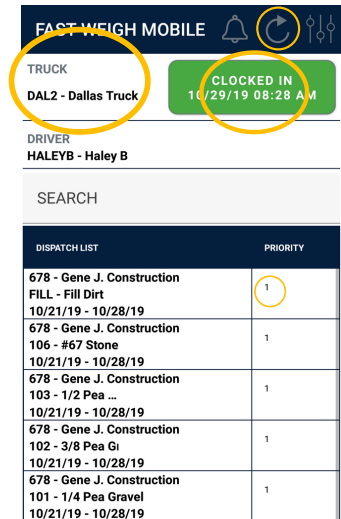 FAST WEIGH MOBILE
TRUCK
DAL2 - Dallas Truck
CLOCKED IN
10/29/19 08:28 AM
DRIVER
HALEYB - Haley B
SEARCH
DISPATCH LIST PRIORITY
678 - Gene J. Construction
FILL - Fill Dirt 1
10/21/19 - 10/28/19
678 - Gene J. Construction
106 - #67 Stone 1
10/21/19 - 10/28/19
678 - Gene J. Construction
103 - 1/2 Pea ... 1
10/21/19 - 10/28/19
678 - Gene J. Construction
102 - 3/8 Pea Gr 1
10/21/19 - 10/28/19
678 - Gene J. Construction
101 - 1/4 Pea Gravel 1
10/21/19 - 10/28/19